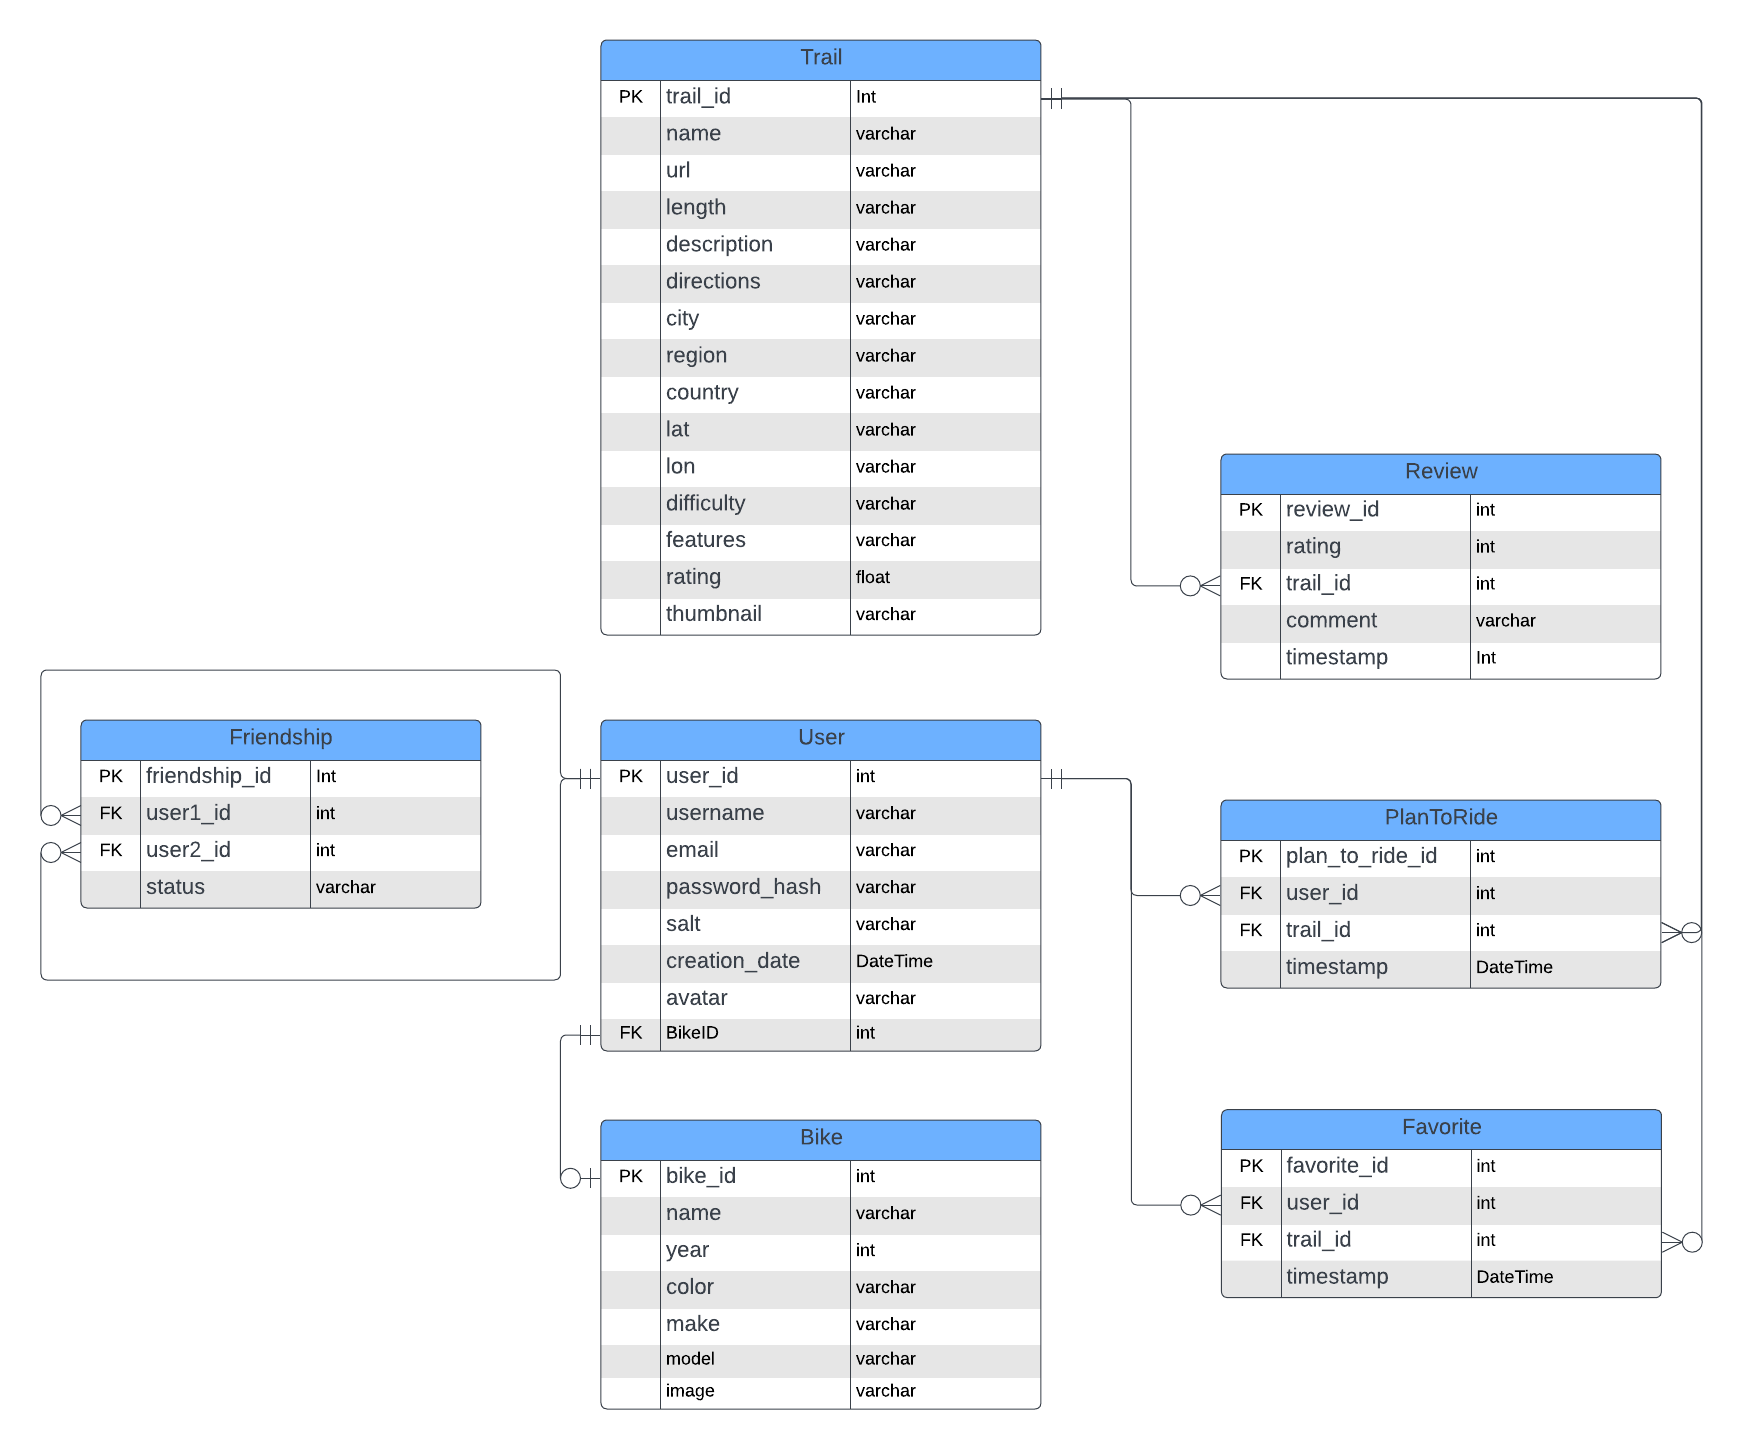 Trail
PK trail_id Int
name varchar
url varchar
length varchar
description varchar
directions varchar
city varchar
region varchar
country varchar
lat varchar
lon varchar
difficulty varchar
features varchar
rating float
thumbnail varchar
Review
PK review_id int
rating int
FK trail_id int
comment varchar
timestamp Int
Friendship
PK friendship_id Int
FK user1_id int
FK user2_id int
status varchar
User
PK user_id int
username varchar
email varchar
password_hash varchar
salt varchar
creation_date DateTime
avatar varchar
FK BikeID int
PlanToRide
PK plan_to_ride_id int
FK user_id int
FK trail_id int
timestamp DateTime
Bike
PK bike_id int
name varchar
year int
color varchar
make varchar
model varchar
image varchar
Favorite
PK favorite_id int
FK user_id int
FK trail_id int
timestamp DateTime